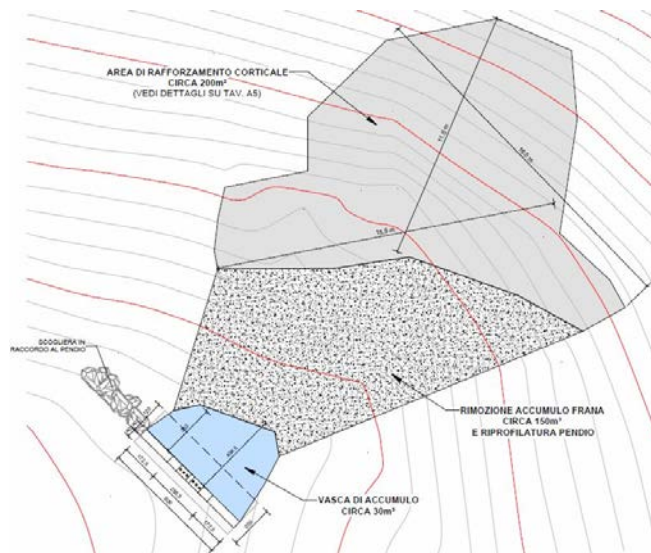 AREA DI RAFFORZAMENTO CORTICALE
CIRCA 200m²
(VEDI DETTAGLI SU TAV. A5)
SCOGLIERA IN
RACCORDO AL PENDIO
RIMOZIONE ACCUMULO FRANA
CIRCA 150m³
E RIPROFILATURA PENDIO
VASCA DI ACCUMULO
CIRCA 30m³